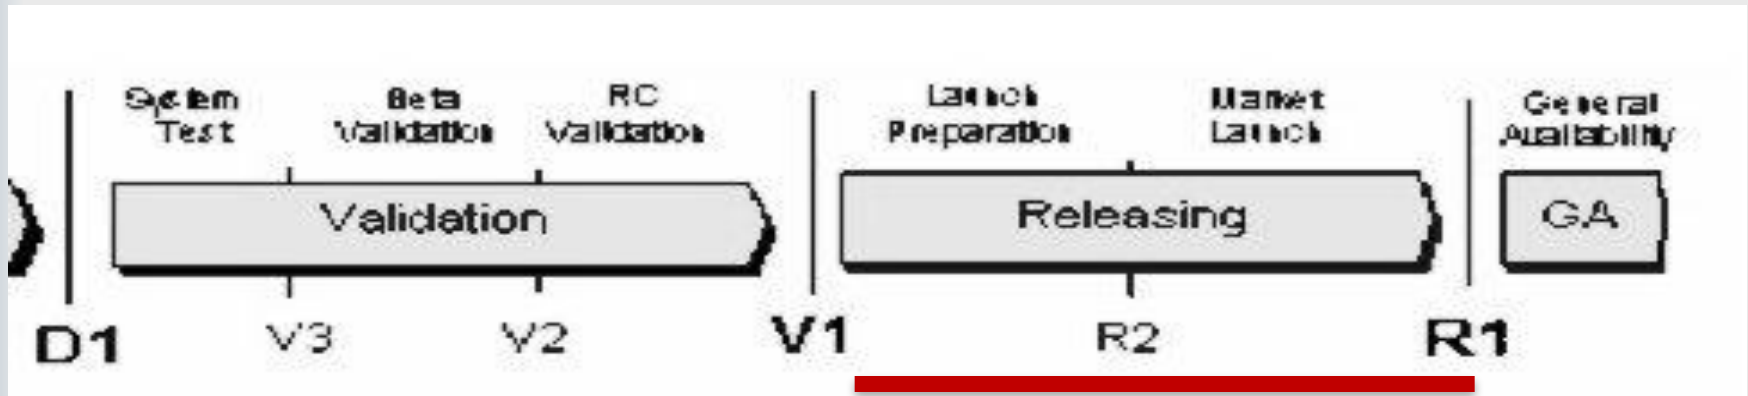 System
Test
Beta
Validation
RC
Validation
Launch
Preparation
Market
Launch
General
Availability
Validation
Releasing
GA
D1
V3
V2
V1
R2
R1